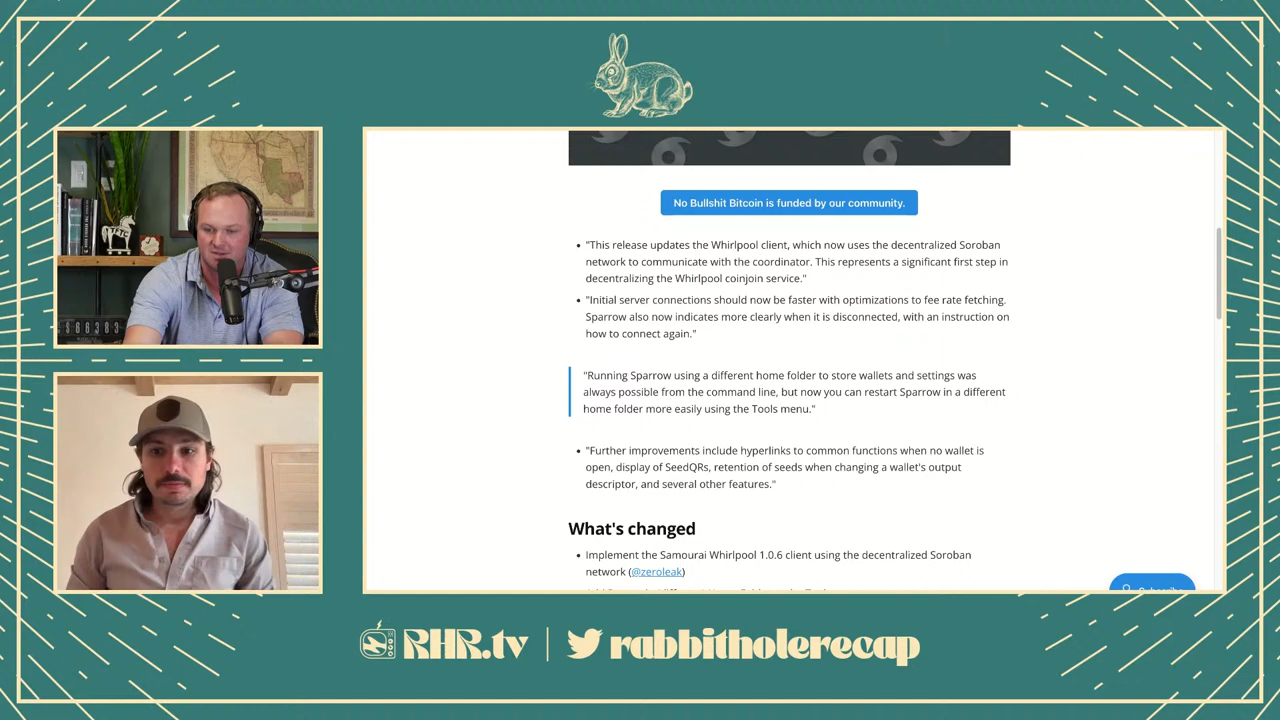 No Bullshit Bitcoin is funded by our community.
• "This release updates the Whirlpool client, which now uses the decentralized Soroban
network to communicate with the coordinator. This represents a significant first step in
decentralizing the Whirlpool coinjoin service."
• "Initial server connections should now be faster with optimizations to fee rate fetching.
Sparrow also now indicates more clearly when it is disconnected, with an instruction on
how to connect again."
"Running Sparrow using a different home folder to store wallets and settings was
always possible from the command line, but now you can restart Sparrow in a different
home folder more easily using the Tools menu."
• "Further improvements include hyperlinks to common functions when no wallet is
open, display of SeedQRs, retention of seeds when changing a wallet's output
descriptor, and several other features."
What's changed
• Implement the Samourai Whirlpool 1.0.6 client using the decentralized Soroban
network (@zeroleak)
$66383
RHR.tv | rabbitholerecap